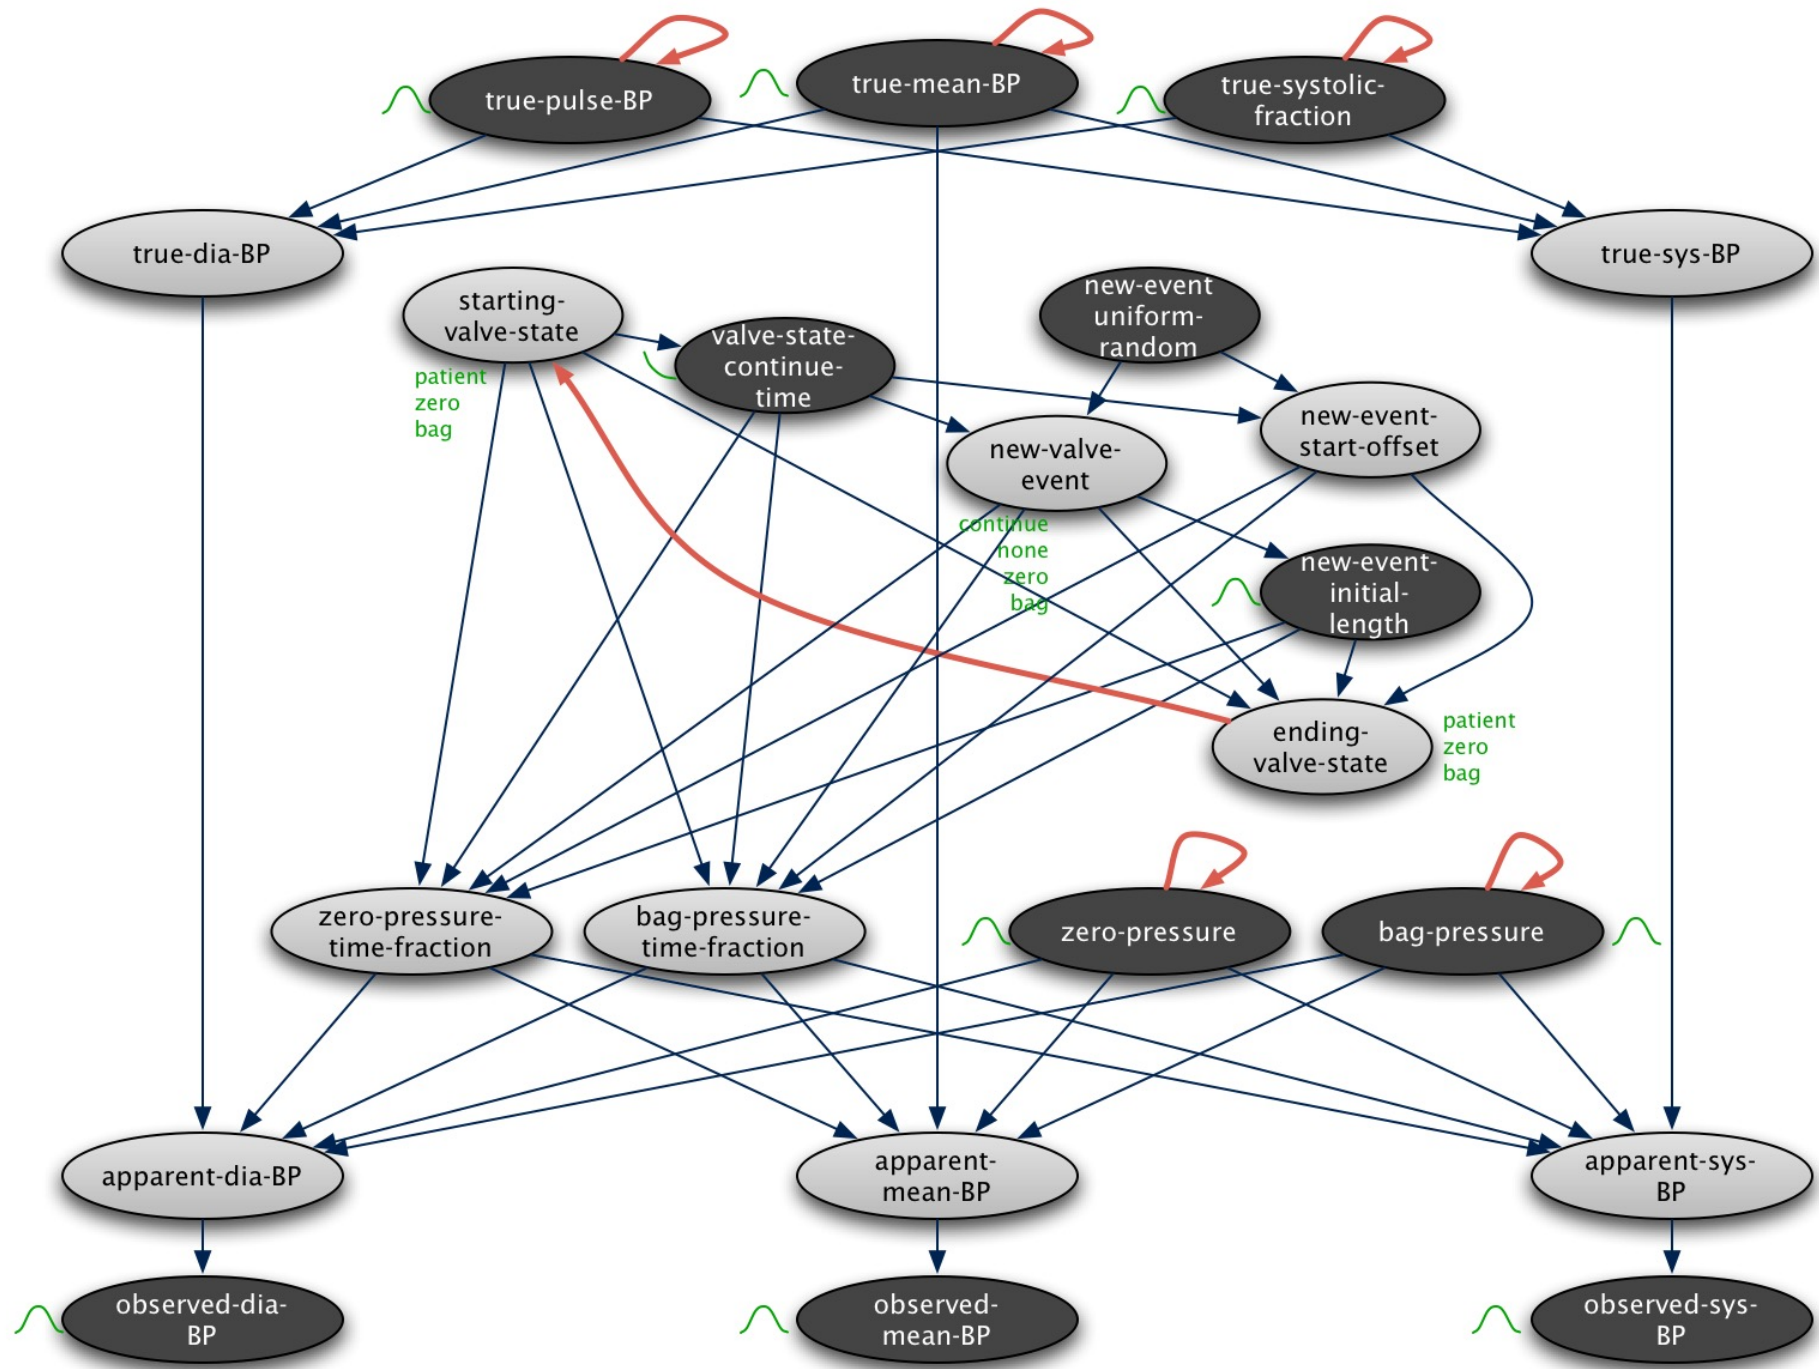 true-pulse-BP
true-mean-BP
true-systolic-
fraction
true-dia-BP
true-sys-BP
starting-
valve-state
patient
zero
bag
valve-state-
continue-
time
new-event
uniform-
random
new-event-
start-offset
new-valve-
event
continue
none
zero
bag
new-event-
initial-
length
ending-
valve-state
patient
zero
bag
zero-pressure-
time-fraction
bag-pressure-
time-fraction
zero-pressure
bag-pressure
apparent-dia-BP
apparent-
mean-BP
apparent-sys-
BP
observed-dia-
BP
observed-
mean-BP
observed-sys-
BP